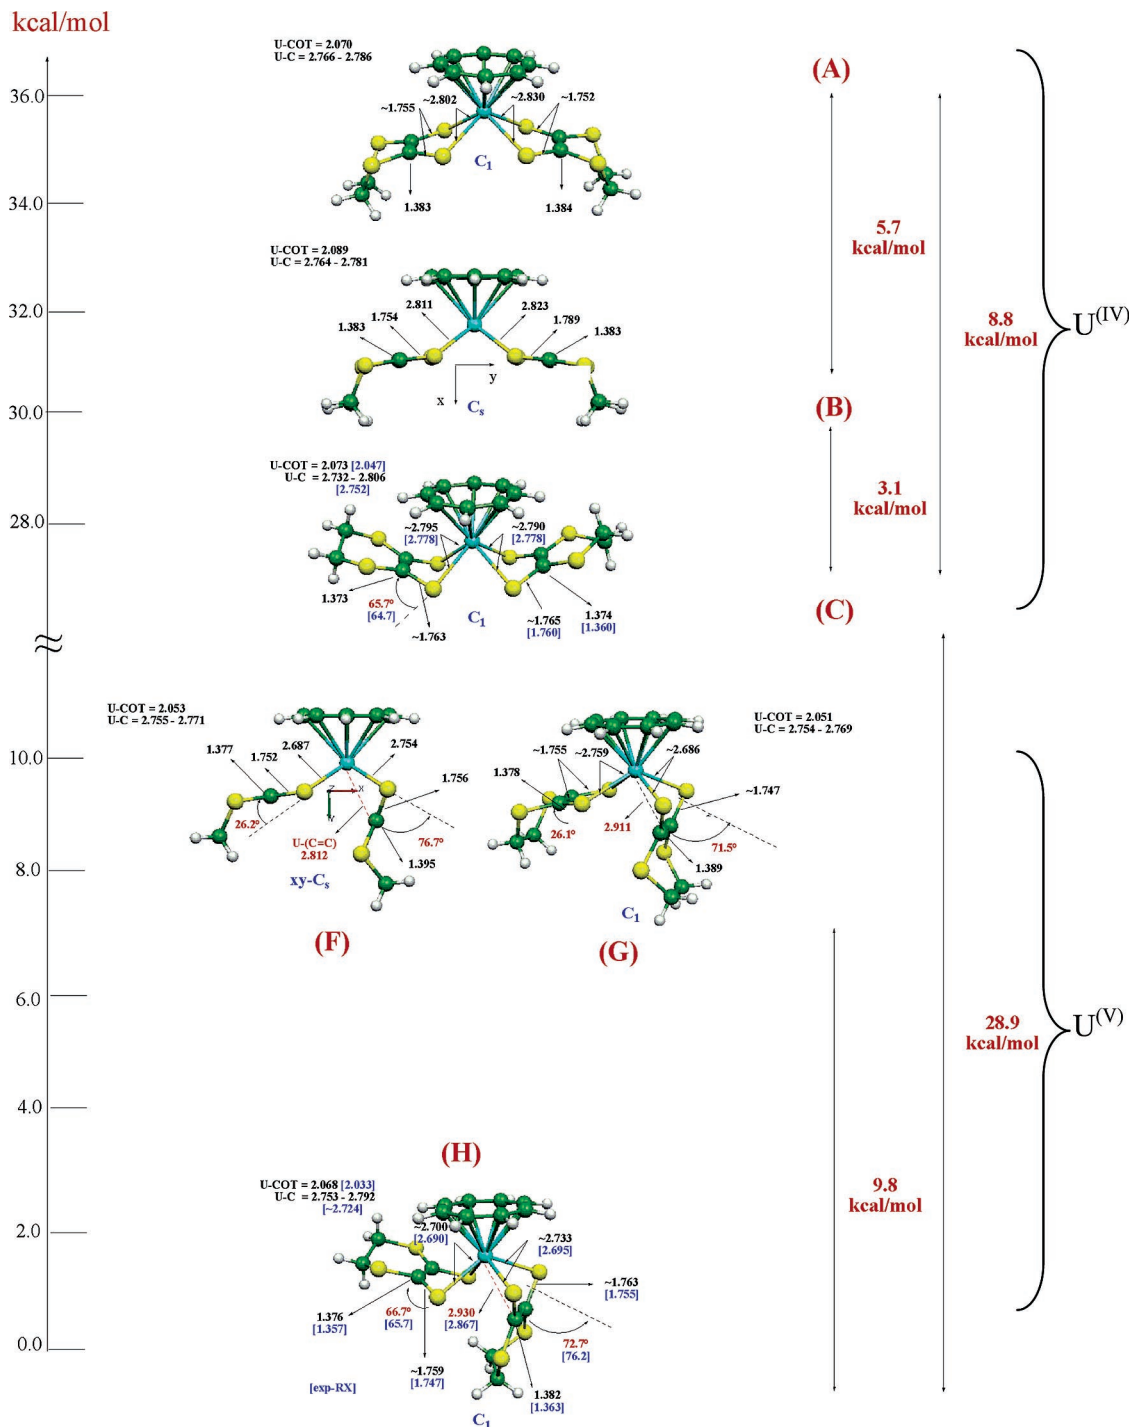 kcal/mol
36.0
34.0
32.0
30.0
28.0
10.0
8.0
6.0
4.0
2.0
0.0
U-COT = 2.070
U-C = 2.766 - 2.786
~1.755
~2.802
~2.830
~1.752
C1
1.383
1.384
(A)
U-COT = 2.089
U-C = 2.764 - 2.781
1.383
1.754
2.811
2.823
1.789
1.383
y
x
Cs
(B)
5.7
kcal/mol
8.8
kcal/mol
U(IV)
U-COT = 2.073 [2.047]
U-C = 2.732 - 2.806
[2.752]
~2.795
[2.778]
~2.790
[2.778]
1.373
65.7º
[64.7]
~1.763
C1
~1.765
[1.760]
1.374
[1.360]
3.1
kcal/mol
(C)
U-COT = 2.053
U-C = 2.755 - 2.771
1.377
1.752
2.687
2.754
1.756
Z
X
Y
26.2º
U-(C=C)
2.812
76.7º
1.395
xy-Cs
(F)
U-COT = 2.051
U-C = 2.754 - 2.769
1.378
~1.755
~2.759
~2.686
~1.747
26.1º
2.911
71.5º
1.389
C1
(G)
28.9
kcal/mol
U(V)
9.8
kcal/mol
(H)
U-COT = 2.068 [2.033]
U-C = 2.753 - 2.792
[~2.724]
~2.700
[2.690]
~2.733
[2.695]
~1.763
[1.755]
1.376
[1.357]
66.7º
[65.7]
2.930
[2.867]
72.7º
[76.2]
~1.759
[1.747]
1.382
[1.363]
[exp-RX]
C1